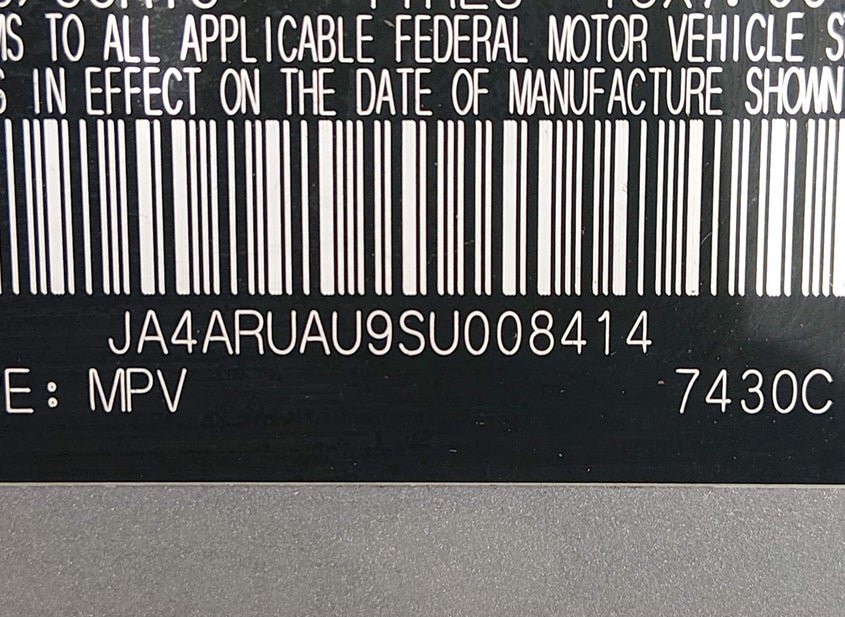 MS TO ALL APPLICABLE FEDERAL MOTOR VEHICLE S
S IN EFFECT ON THE DATE OF MANUFACTURE SHOWN
JA4ARUAU9SU008414
E: MPV 7430C